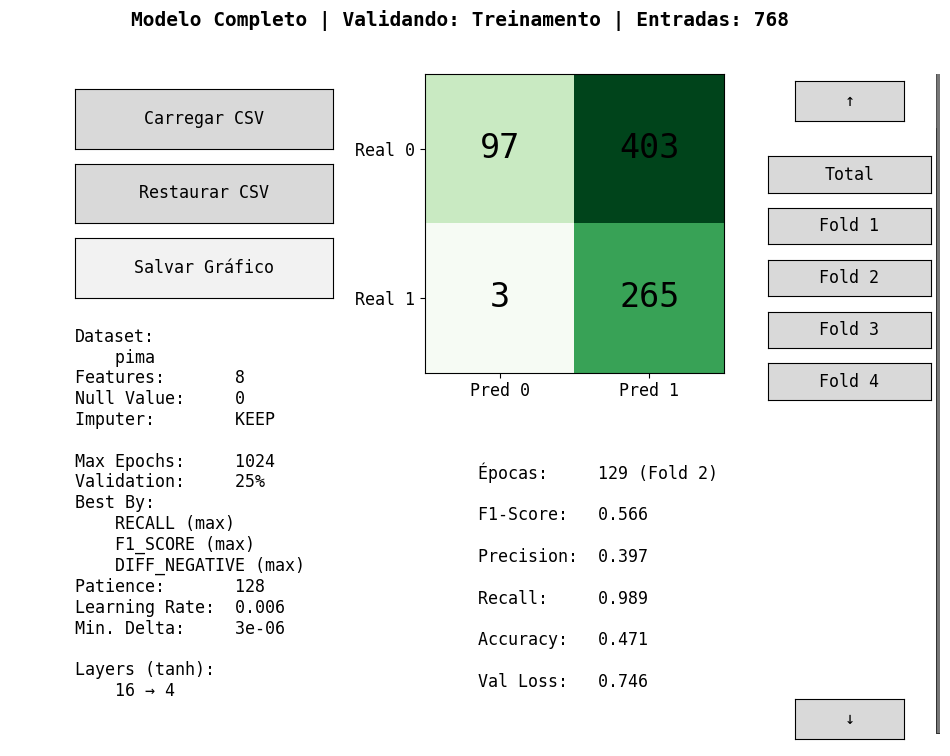 Modelo Completo | Validando: Treinamento | Entradas: 768
Carregar CSV
Restaurar CSV
Salvar Gráfico
Dataset:
pima
Features: 8
Null Value: 0
Imputer: KEEP
Max Epochs: 1024
Validation: 25%
Best By:
RECALL (max)
F1_SCORE (max)
DIFF_NEGATIVE (max)
Patience: 128
Learning Rate: 0.006
Min. Delta: 3e-06
Layers (tanh):
16 → 4
Real 0 97 403
Real 1 3 265
Pred 0 Pred 1
Épocas: 129 (Fold 2)
F1-Score: 0.566
Precision: 0.397
Recall: 0.989
Accuracy: 0.471
Val Loss: 0.746
↑
Total
Fold 1
Fold 2
Fold 3
Fold 4
↓